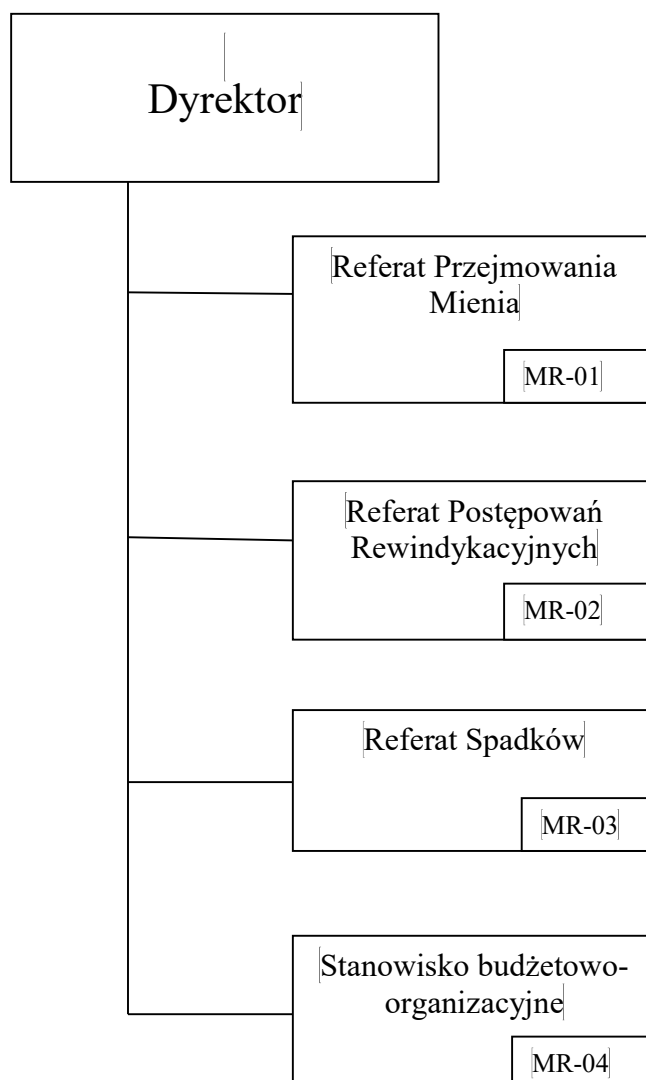 Dyrektor
Referat Przejmowania
Mienia
MR-01
Referat Postępowań
Rewindykacyjnych
MR-02
Referat Spadków
MR-03
Stanowisko budżetowo-
organizacyjne
MR-04